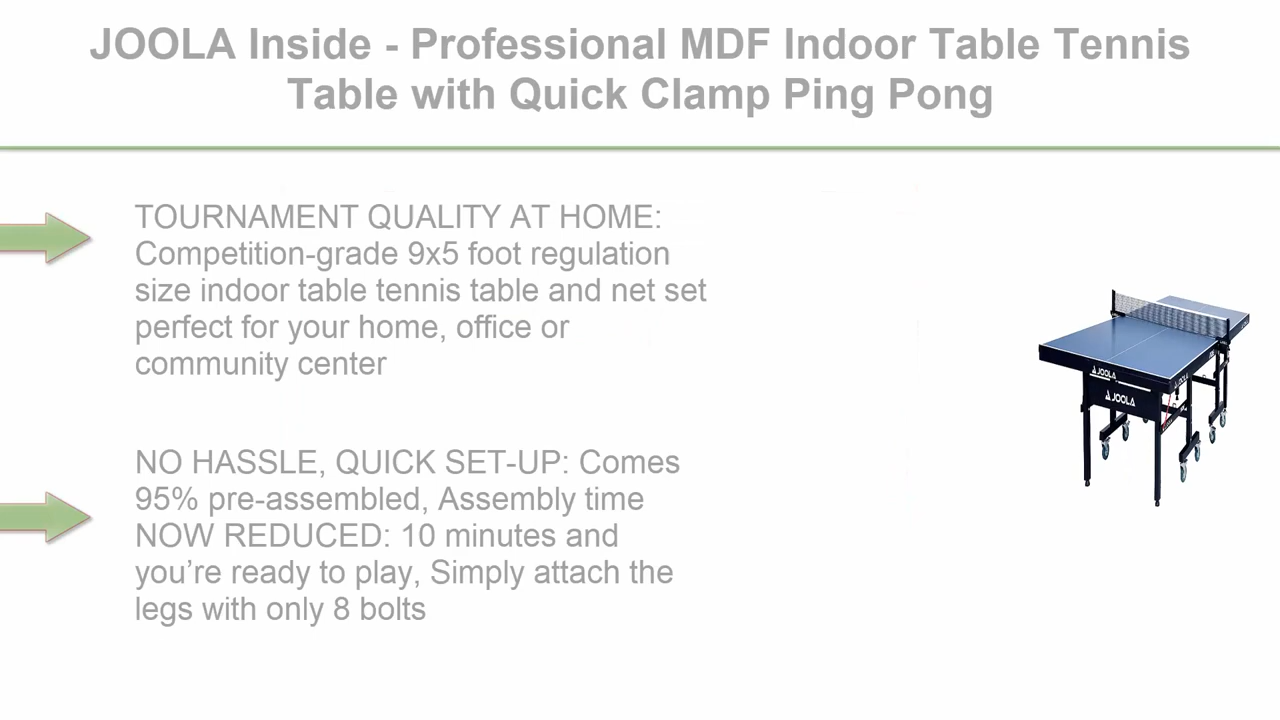 JOOLA Inside - Professional MDF Indoor Table Tennis
Table with Quick Clamp Ping Pong
TOURNAMENT QUALITY AT HOME:
Competition-grade 9x5 foot regulation
size indoor table tennis table and net set
perfect for your home, office or
community center
NO HASSLE, QUICK SET-UP: Comes
95% pre-assembled, Assembly time
NOW REDUCED: 10 minutes and
you’re ready to play, Simply attach the
legs with only 8 bolts
JOOLA
JOOLA
JOOLA